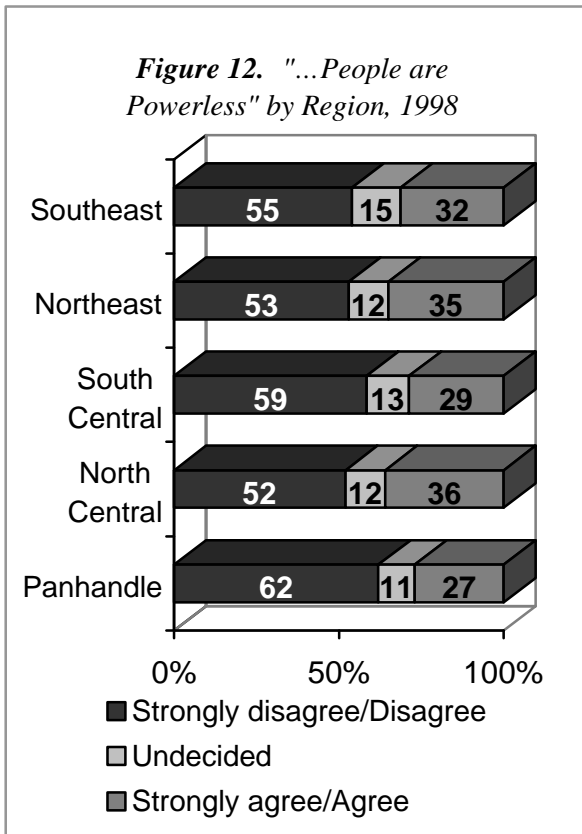 Figure 12. "...People are
Powerless" by Region, 1998
Southeast 55 15 32
Northeast 53 12 35
South
Central
59 13 29
North
Central
52 12 36
Panhandle 62 11 27
0% 50% 100%
Strongly disagree/Disagree
Undecided
Strongly agree/Agree